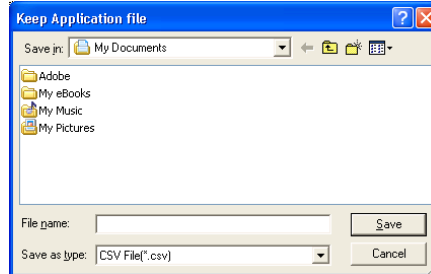 Keep Application file
Save in: My Documents
Adobe
My eBooks
My Music
My Pictures
File name: Save
Save as type: CSV File(*.csv) Cancel